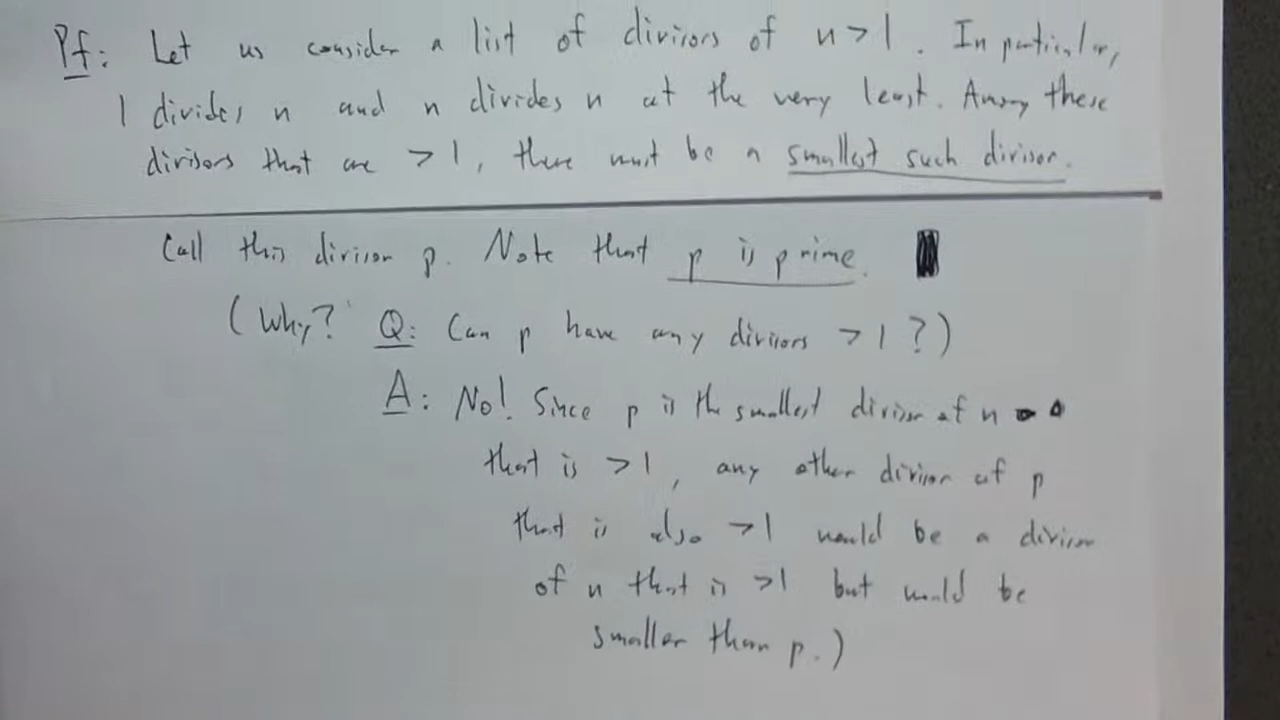 Pf: Let us consider a list of divisors of n > 1. In particular,
1 divides n and n divides n at the very least. Among these
divisors that are > 1, there must be a smallest such divisor.
Call this divisor p. Note that p is prime.
(Why? Q: Can p have any divisors > 1?)
A: No! Since p is the smallest divisor of n
that is > 1, any other divisor of p
that is also > 1 would be a divisor
of n that is > 1 but would be
smaller than p.)